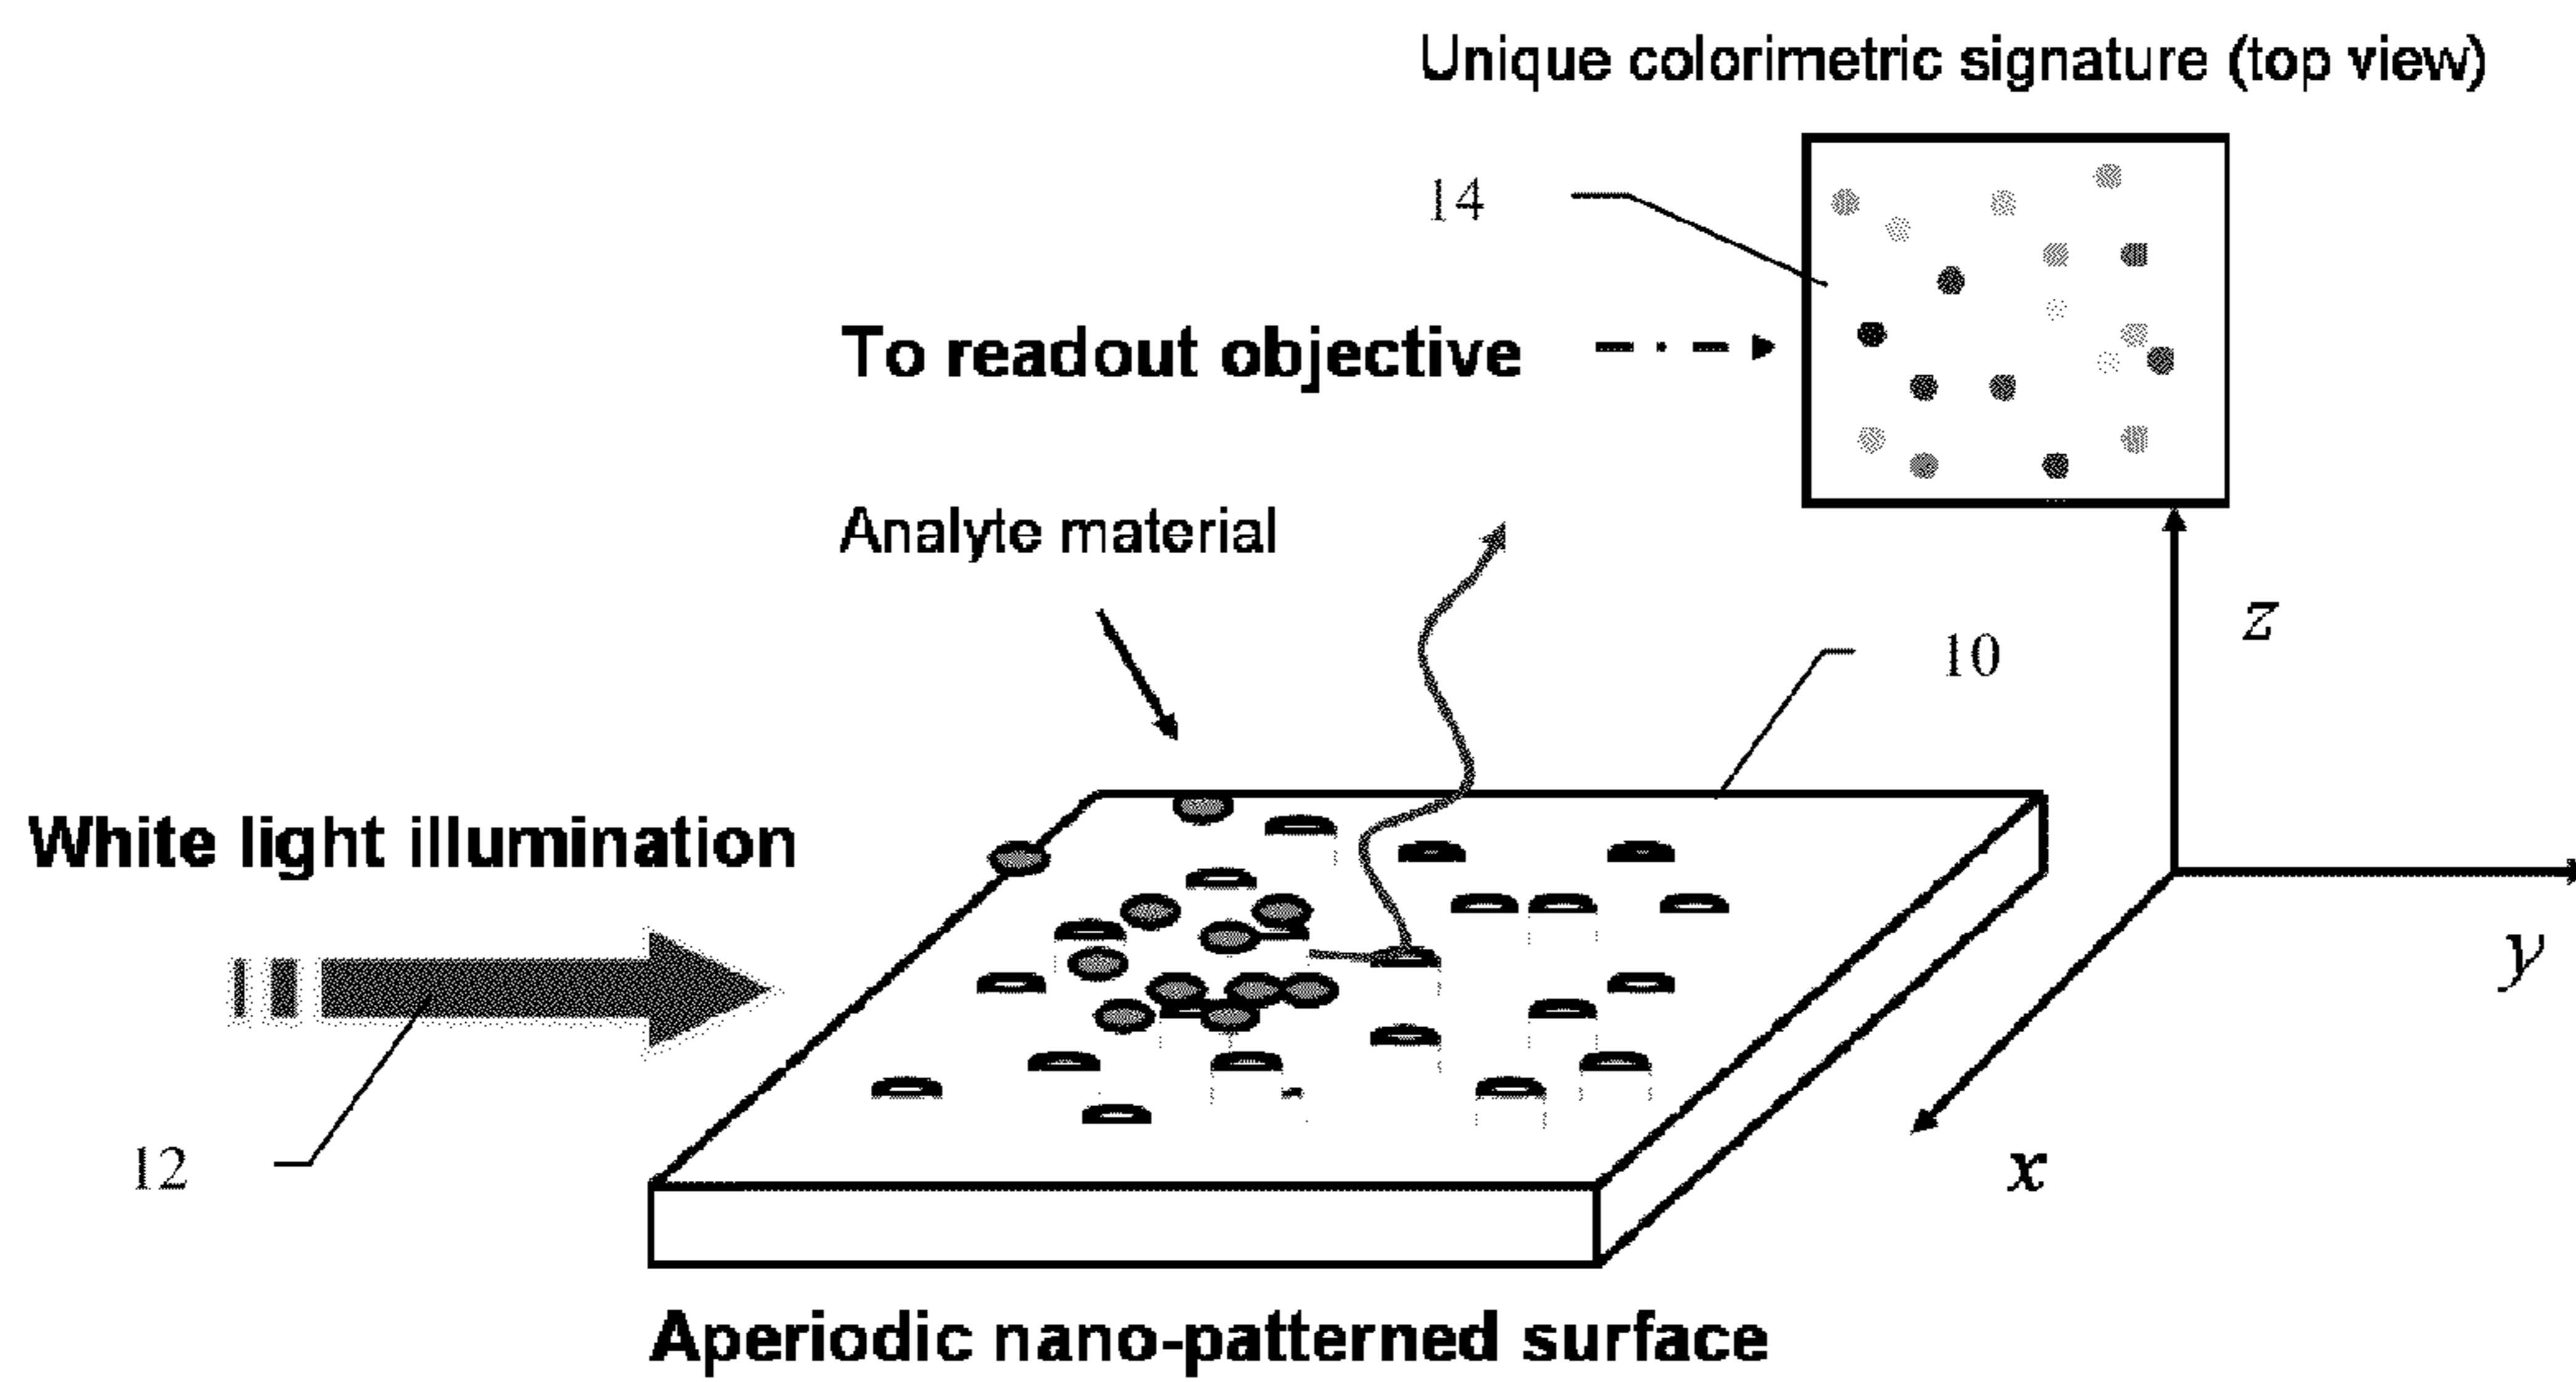 Unique colorimetric signature (top view)
14
To readout objective
Analyte material
z
10
White light illumination
y
12
x
Aperiodic nano-patterned surface